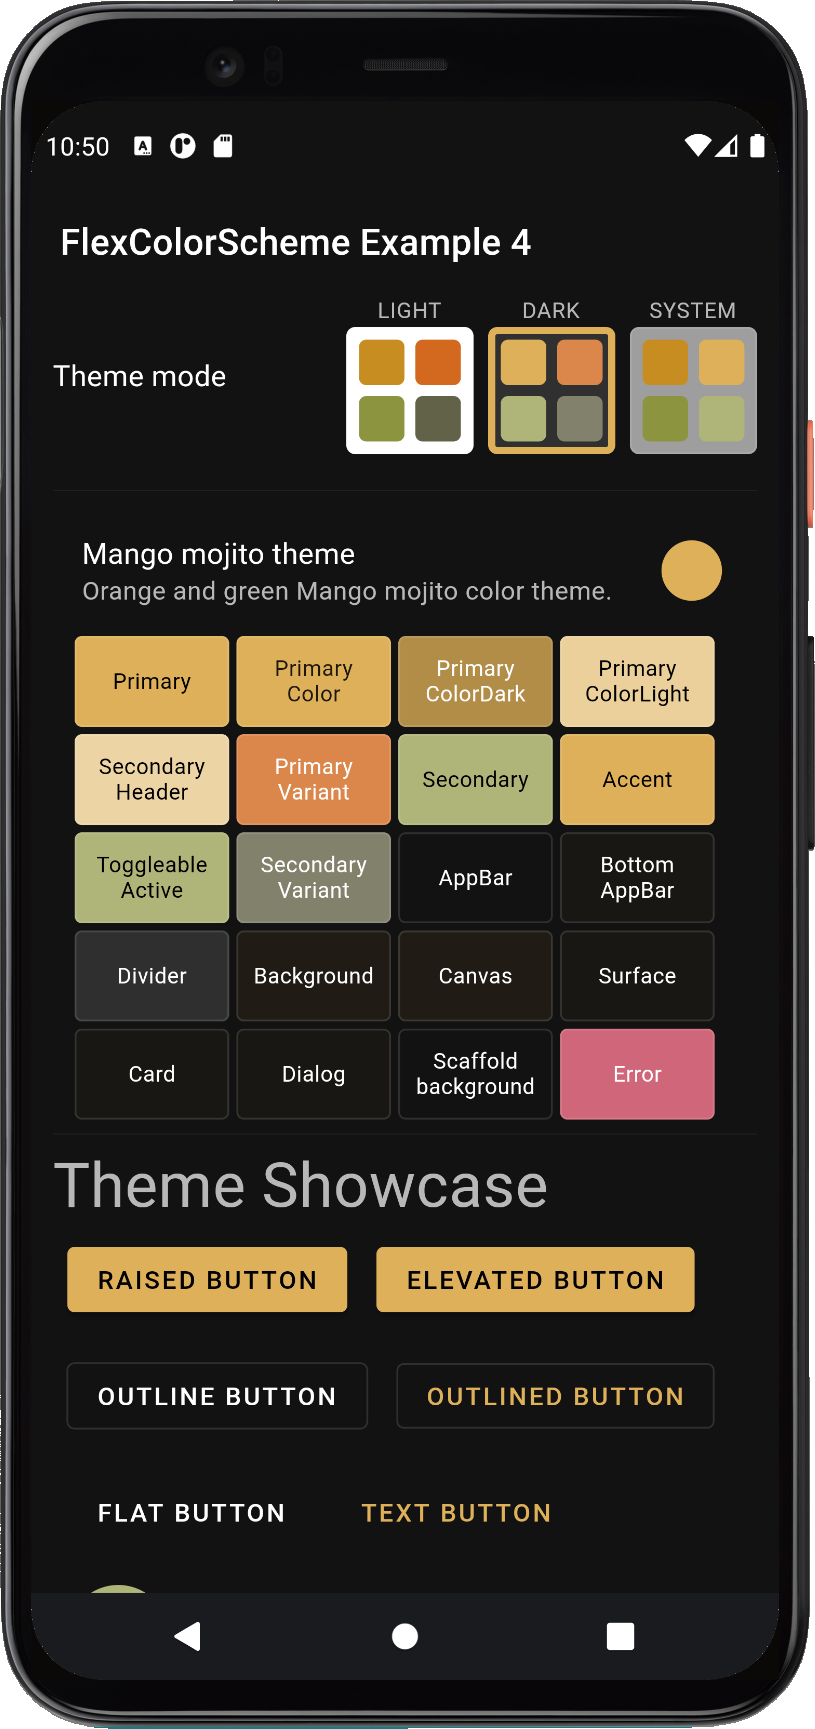 10:50
FlexColorScheme Example 4
LIGHT DARK SYSTEM
Theme mode
Mango mojito theme
Orange and green Mango mojito color theme.
Primary
Primary
Color
Primary
ColorDark
Primary
ColorLight
Secondary
Header
Primary
Variant
Secondary
Accent
Toggleable
Active
Secondary
Variant
AppBar
Bottom
AppBar
Divider
Background
Canvas
Surface
Card
Dialog
Scaffold
background
Error
Theme Showcase
RAISED BUTTON
ELEVATED BUTTON
OUTLINE BUTTON
OUTLINED BUTTON
FLAT BUTTON
TEXT BUTTON